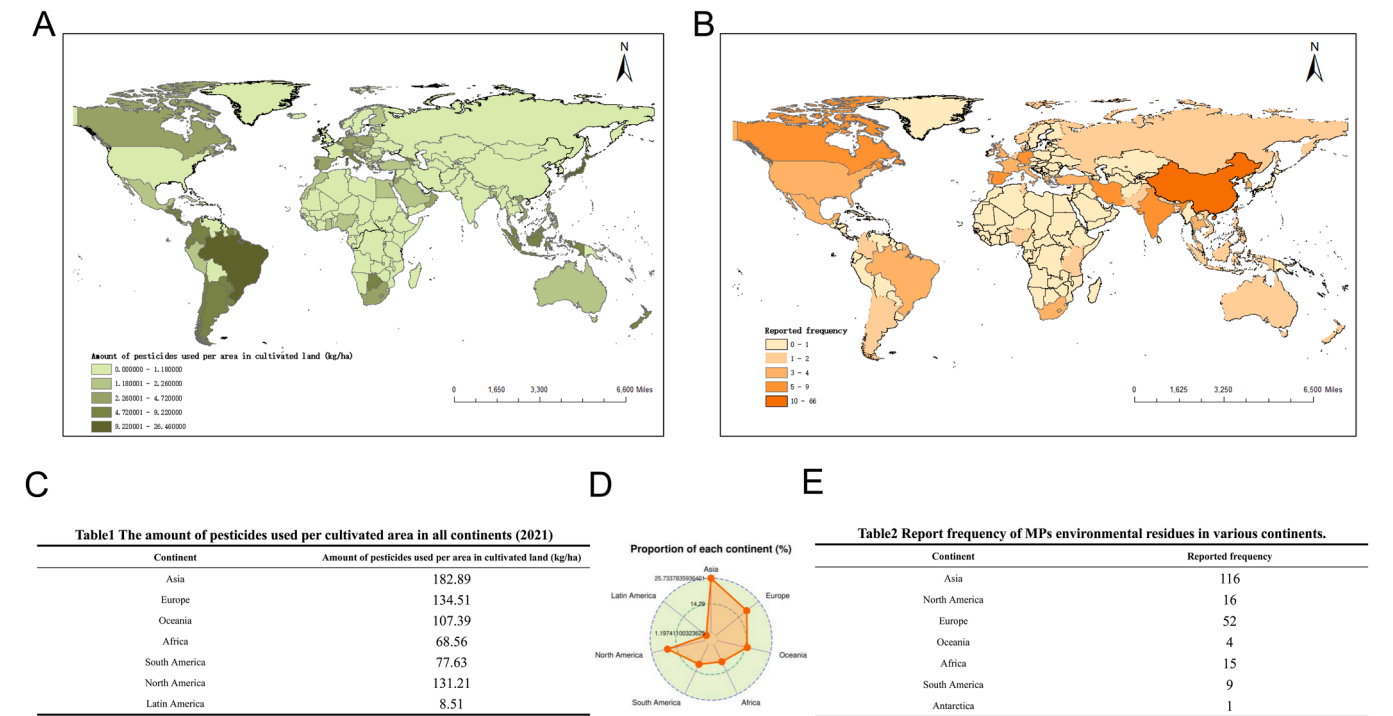 A
B
N
N
Amount of pesticides used per area in cultivated land (kg/ha)
0.000000 - 1.180000
1.180001 - 2.260000
2.260001 - 4.720000
4.720001 - 9.220000
9.220001 - 26.460000
0 1,650 3,300 6,600 Miles
Reported frequency
0 - 1
1 - 2
3 - 4
5 - 9
10 - 66
0 1,625 3,250 6,500 Miles
C
D
E
Table1 The amount of pesticides used per cultivated area in all continents (2021)
Continent Amount of pesticides used per area in cultivated land (kg/ha)
Asia 182.89
Europe 134.51
Oceania 107.39
Africa 68.56
South America 77.63
North America 131.21
Latin America 8.51
Proportion of each continent (%)
Asia
Europe
Oceania
Africa
South America
North America
Latin America
14.29
Table2 Report frequency of MPs environmental residues in various continents.
Continent Reported frequency
Asia 116
North America 16
Europe 52
Oceania 4
Africa 15
South America 9
Antarctica 1